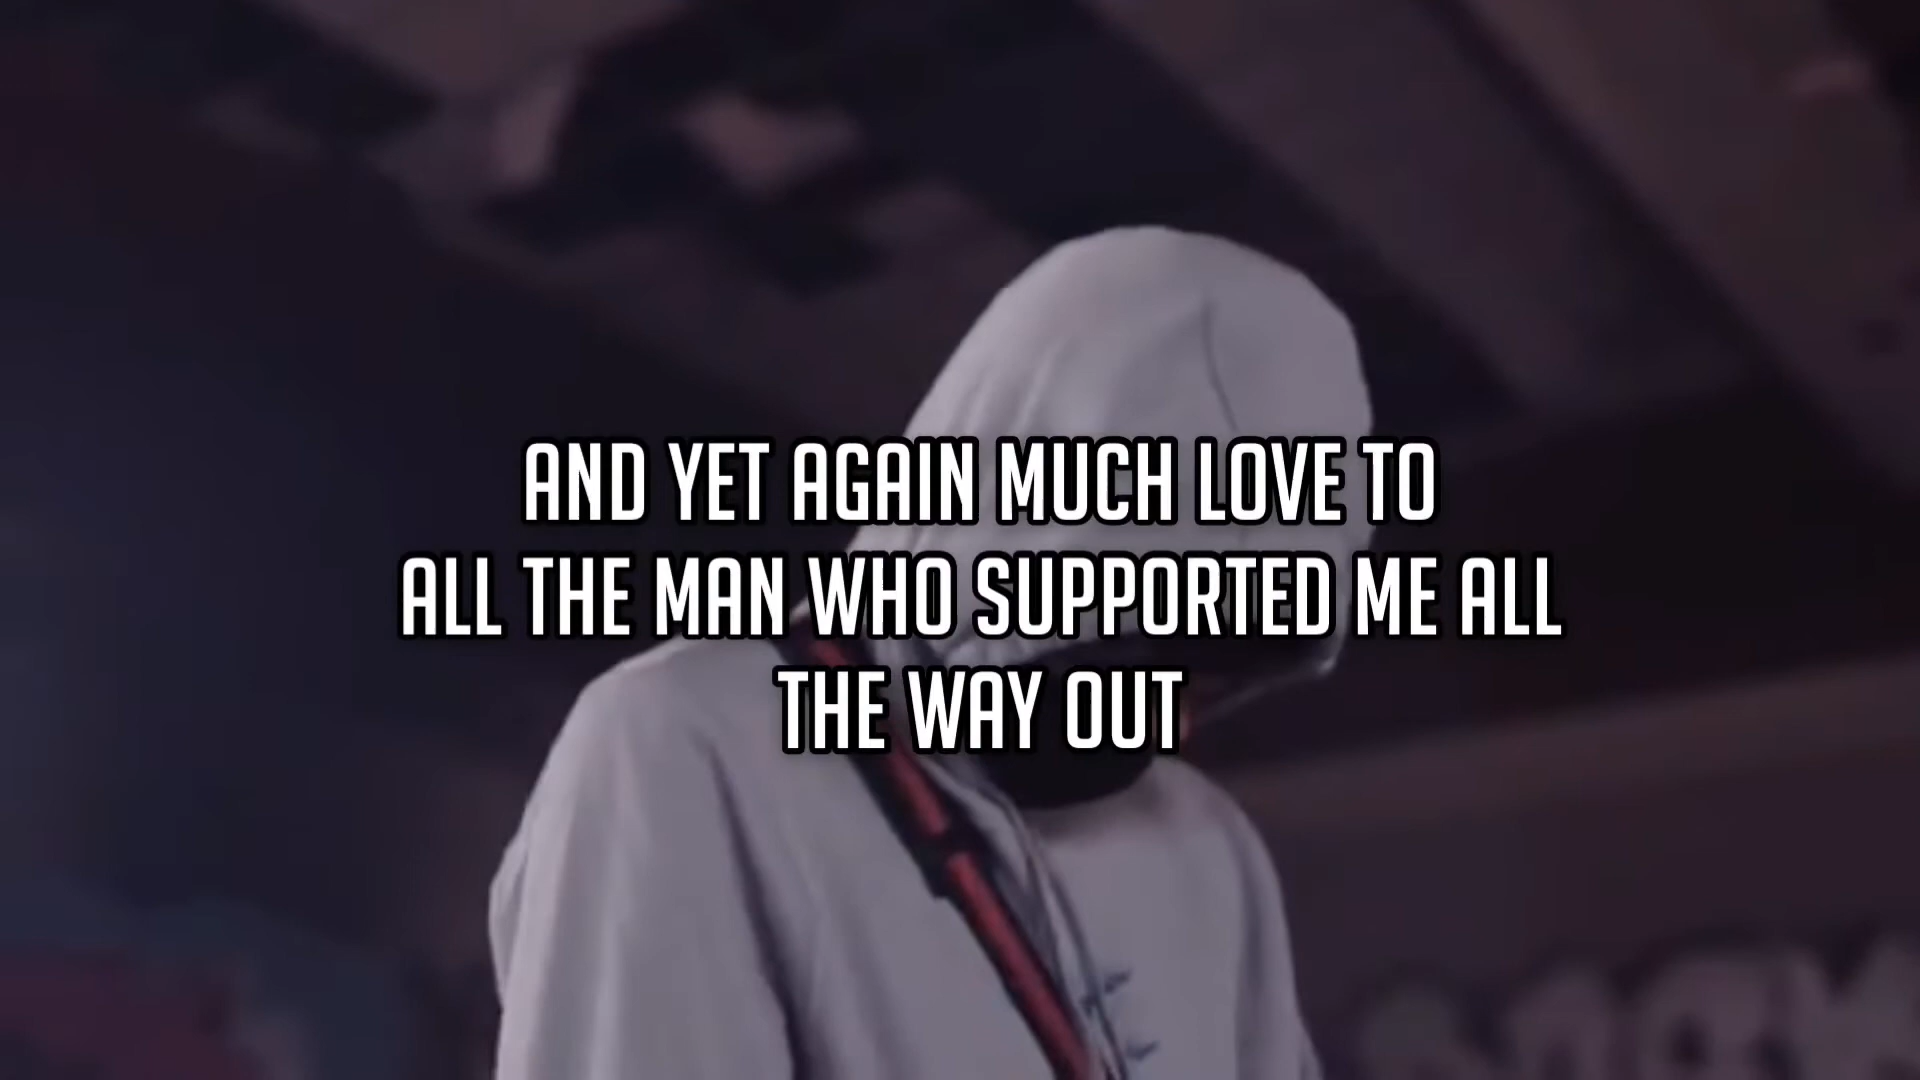 AND YET AGAIN MUCH LOVE TO
ALL THE MAN WHO SUPPORTED ME ALL
THE WAY OUT